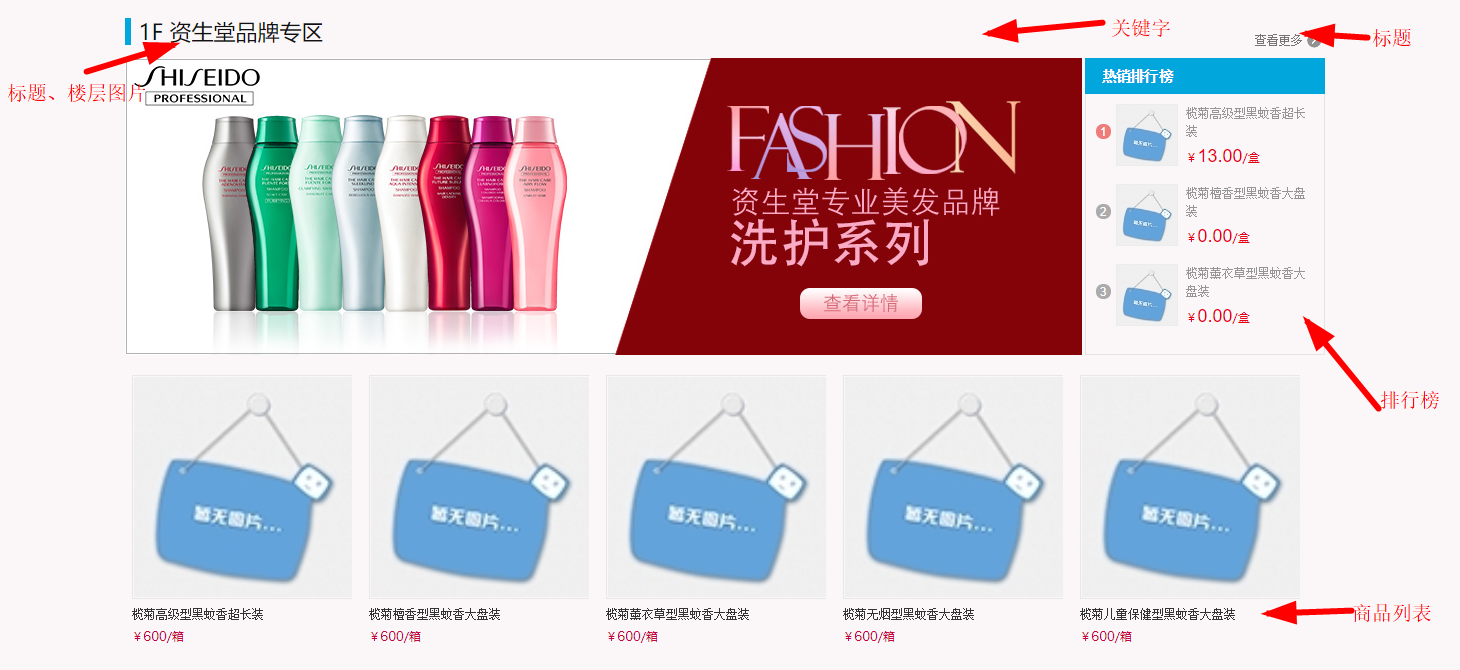 1F 资生堂品牌专区
关键字
查看更多
标题
标题、楼层图片
SHISEIDO
PROFESSIONAL
FASHION
资生堂专业美发品牌
洗护系列
查看详情
热销排行榜
1
榄菊高级型黑蚊香超长
装
￥13.00/盒
2
榄菊檀香型黑蚊香大盘
装
￥0.00/盒
3
榄菊薰衣草型黑蚊香大
盘装
￥0.00/盒
排行榜
暂无图片... 暂无图片... 暂无图片... 暂无图片... 暂无图片...
榄菊高级型黑蚊香超长装 榄菊檀香型黑蚊香大盘装 榄菊薰衣草型黑蚊香大盘装 榄菊无烟型黑蚊香大盘装 榄菊儿童保健型黑蚊香大盘装
商品列表
￥600/箱 ￥600/箱 ￥600/箱 ￥600/箱 ￥600/箱